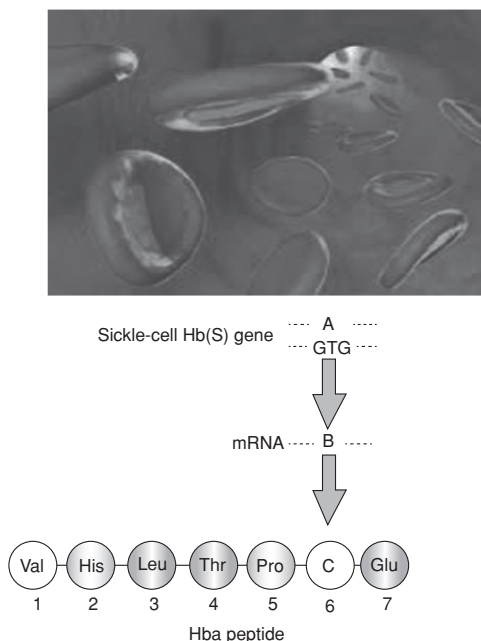 Sickle-cell Hb(S) gene
A
GTG
mRNA B
Val His Leu Thr Pro C Glu
1 2 3 4 5 6 7
Hba peptide